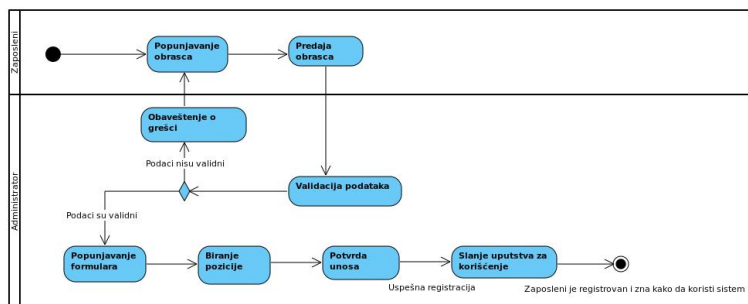 Zaposleni
Popunjavanje
obrasca
Predaja
obrasca
Administrator
Obaveštenje o
grešci
Podaci nisu validni
Validacija podataka
Podaci su validni
Popunjavanje
formulara
Biranje
pozicije
Potvrda
unosa
Slanje uputstva za
korišćenje
Uspešna registracija
Zaposleni je registrovan i zna kako da koristi sistem